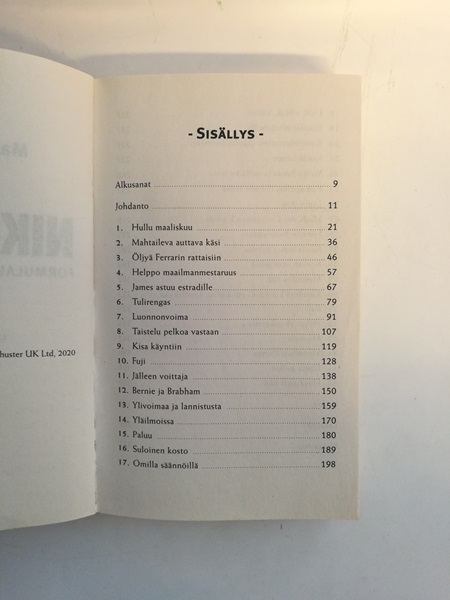 Ma
NIK
FORMULA
huster UK Ltd, 2020
- SISÄLLYS -
Alkusanat 9
Johdanto 11
1. Hullu maaliskuu 21
2. Mahtaileva auttava käsi 36
3. Öljyä Ferrarin rattaisiin 46
4. Helppo maailmanmestaruus 57
5. James astuu estradille 67
6. Tulirengas 79
7. Luonnonvoima 91
8. Taistelu pelkoa vastaan 107
9. Kisa käyntiin 119
10. Fuji 128
11. Jälleen voittaja 138
12. Bernie ja Brabham 150
13. Ylivoimaa ja lannistusta 159
14. Yläilmoissa 170
15. Paluu 180
16. Suloinen kosto 189
17. Omilla säännöillä 198